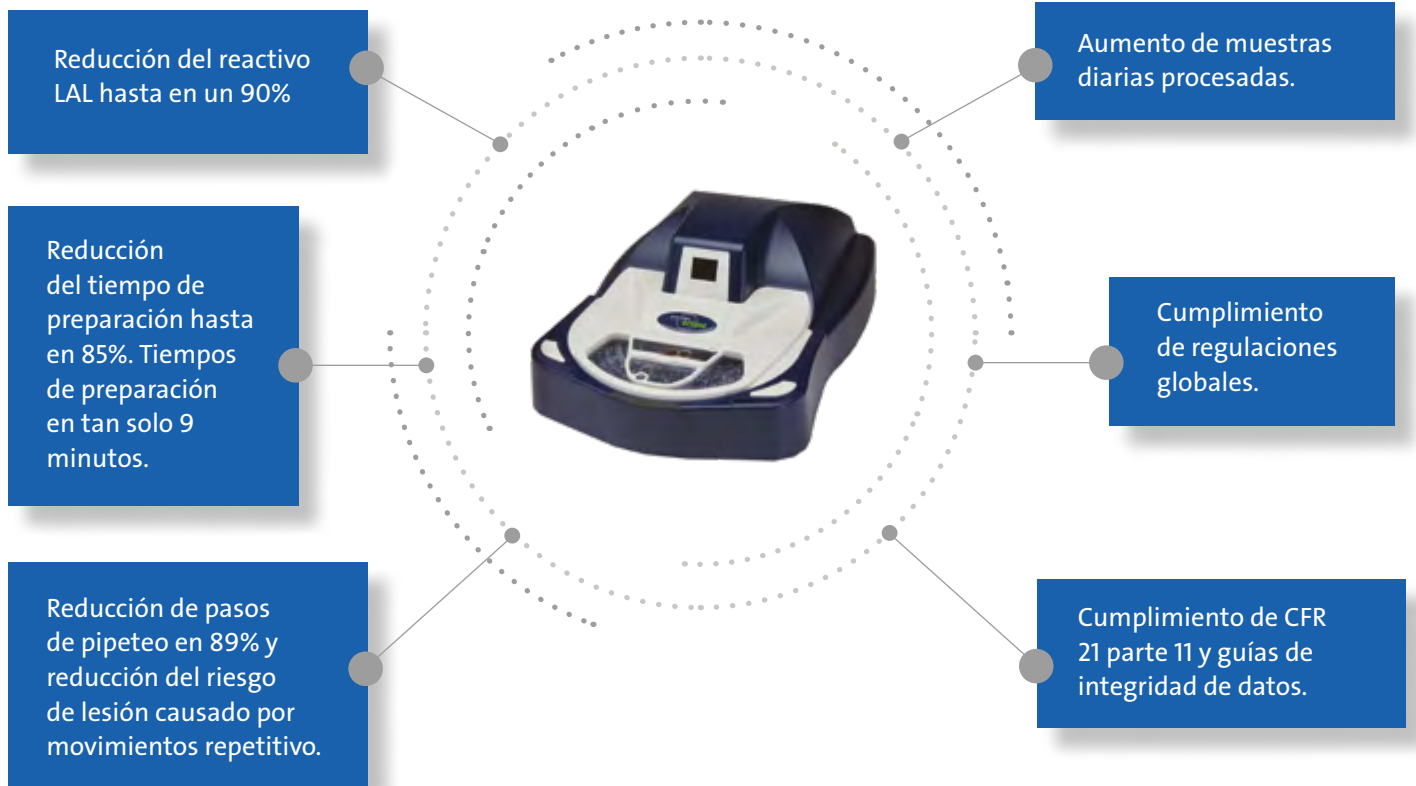 Reducción del reactivo
LAL hasta en un 90%
Reducción
del tiempo de
preparación hasta
en 85%. Tiempos
de preparación
en tan solo 9
minutos.
Reducción de pasos
de pipeteo en 89% y
reducción del riesgo
de lesión causado por
movimientos repetitivo.
Aumento de muestras
diarias procesadas.
Cumplimiento
de regulaciones
globales.
Cumplimiento de CFR
21 parte 11 y guías de
integridad de datos.